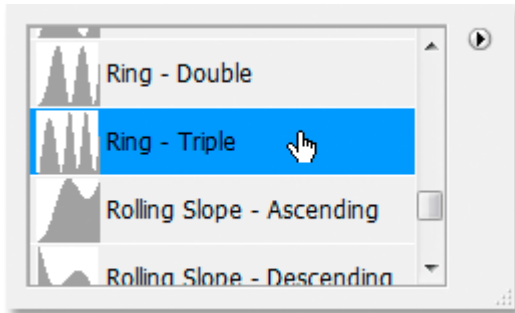 Ring - Double
Ring - Triple
Rolling Slope - Ascending
Rolling Slope - Descending